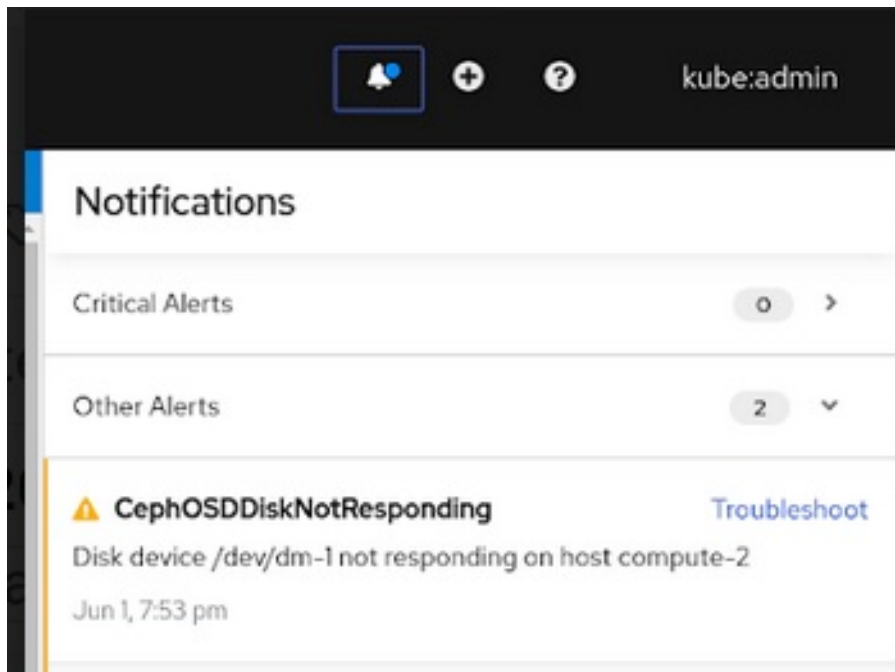 kube:admin
Notifications
Critical Alerts 0
Other Alerts 2
CephOSDDiskNotResponding Troubleshoot
Disk device /dev/dm-1 not responding on host compute-2
Jun 1, 7:53 pm